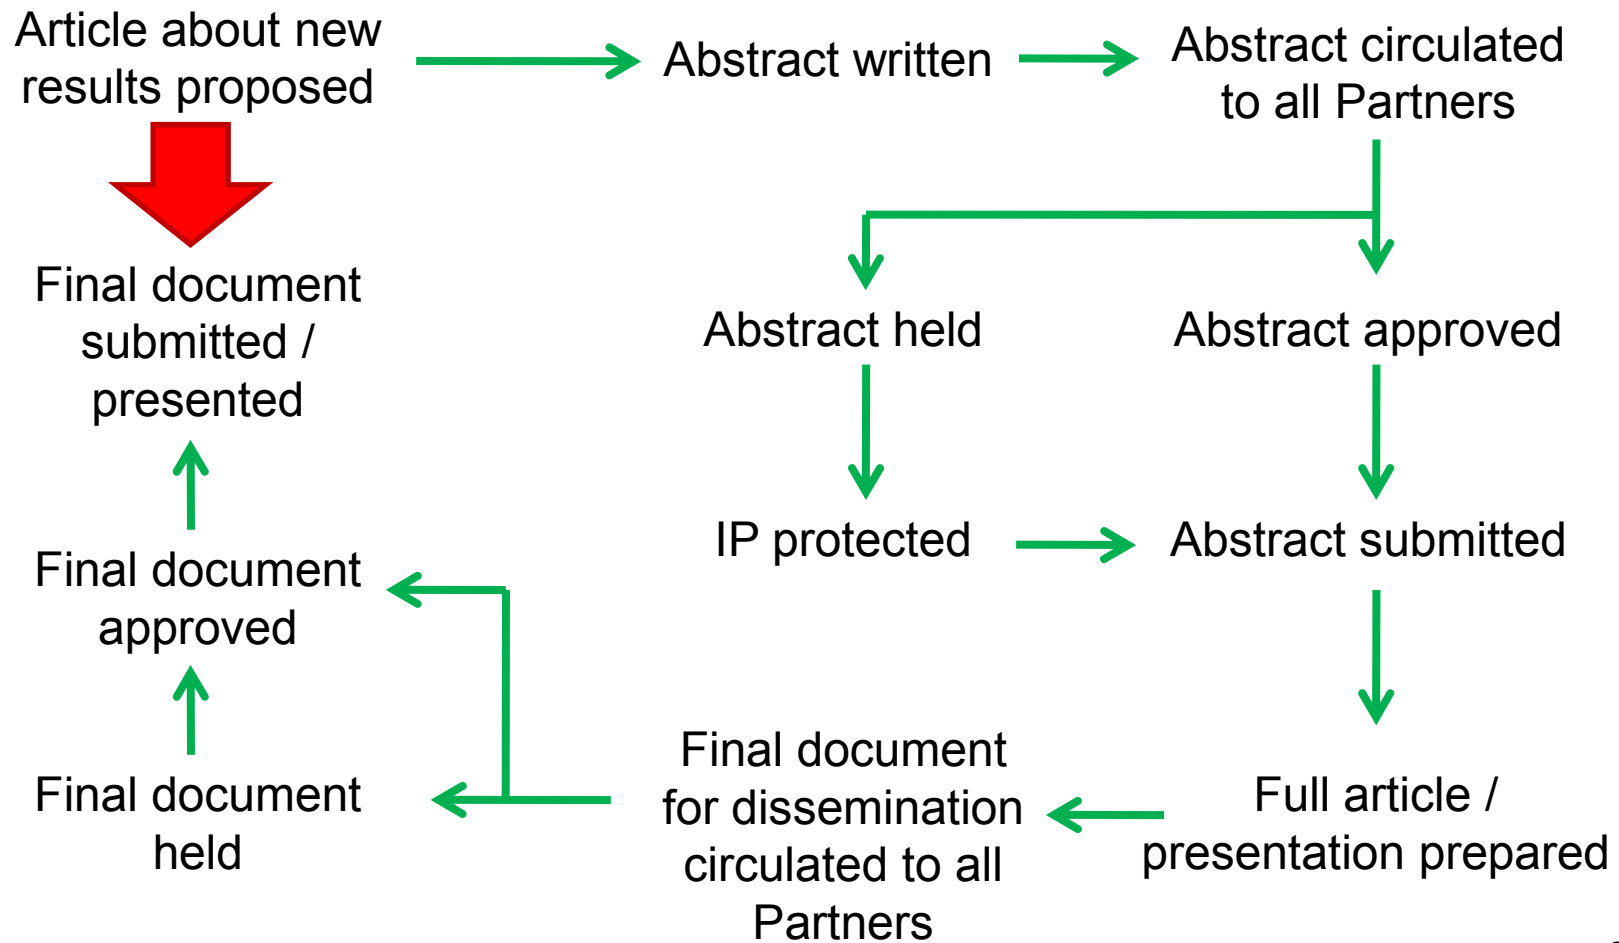 Article about new
results proposed
Abstract written
Abstract circulated
to all Partners
Final document
submitted /
presented
Abstract held
Abstract approved
IP protected
Abstract submitted
Final document
approved
Final document
held
Final document
for dissemination
circulated to all
Partners
Full article /
presentation prepared